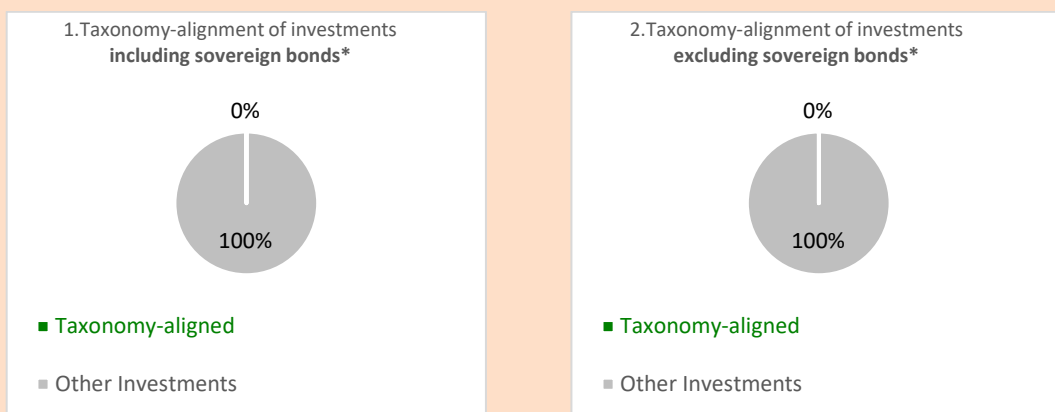 1.Taxonomy-alignment of investments
including sovereign bonds*
0%
100%
Taxonomy-aligned
Other Investments
2.Taxonomy-alignment of investments
excluding sovereign bonds*
0%
100%
Taxonomy-aligned
Other Investments